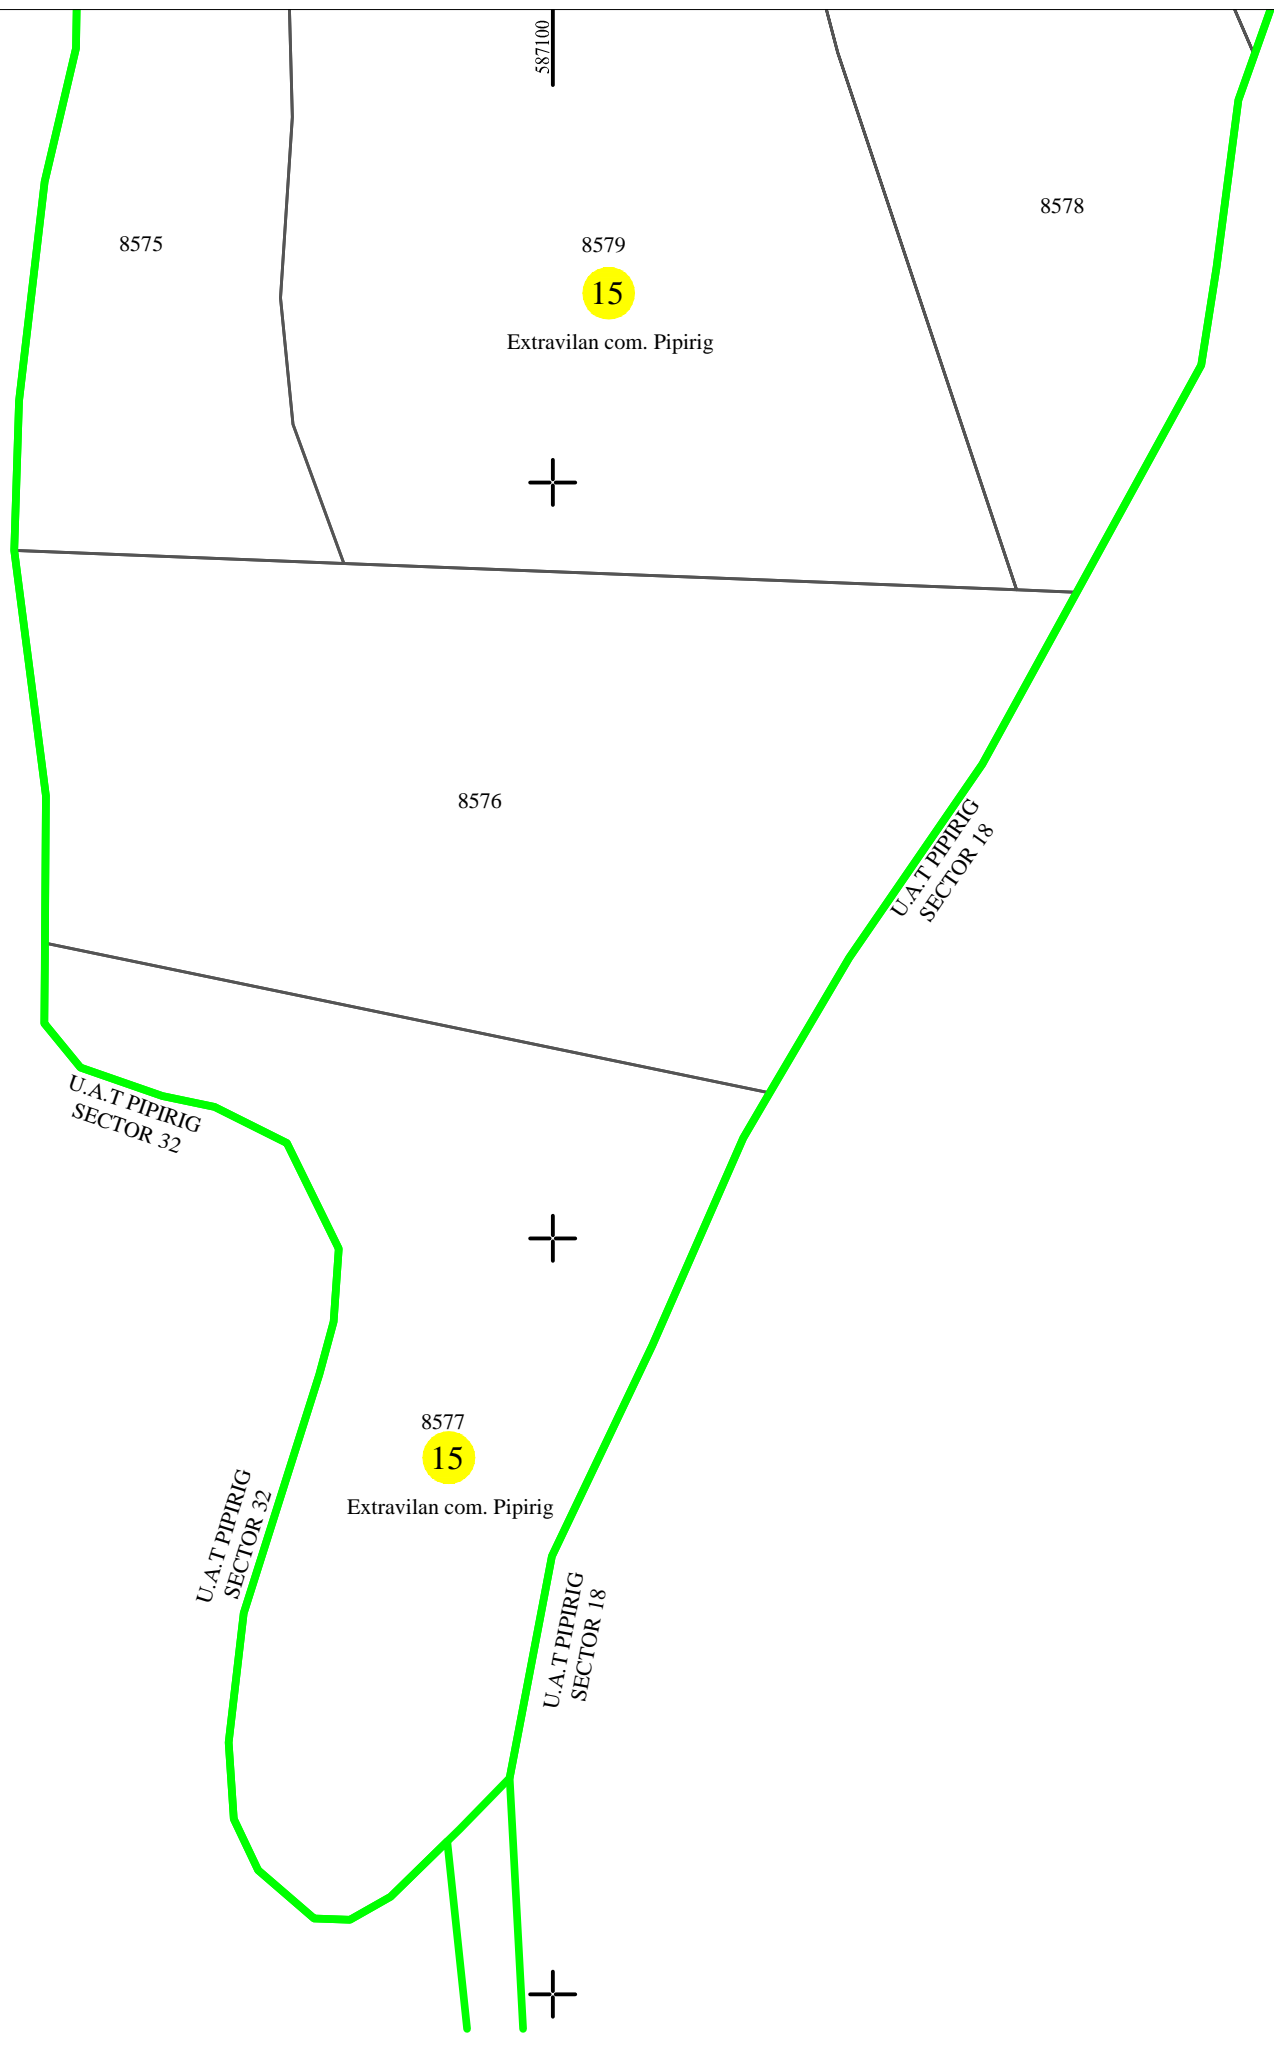 587100
8578
8575
8579
15
Extravilan com. Pipirig
8576
U.A.T PIPIRIG
SECTOR 18
U.A.T PIPIRIG
SECTOR 32
8577
15
Extravilan com. Pipirig
U.A.T PIPIRIG
SECTOR 32
U.A.T PIPIRIG
SECTOR 18